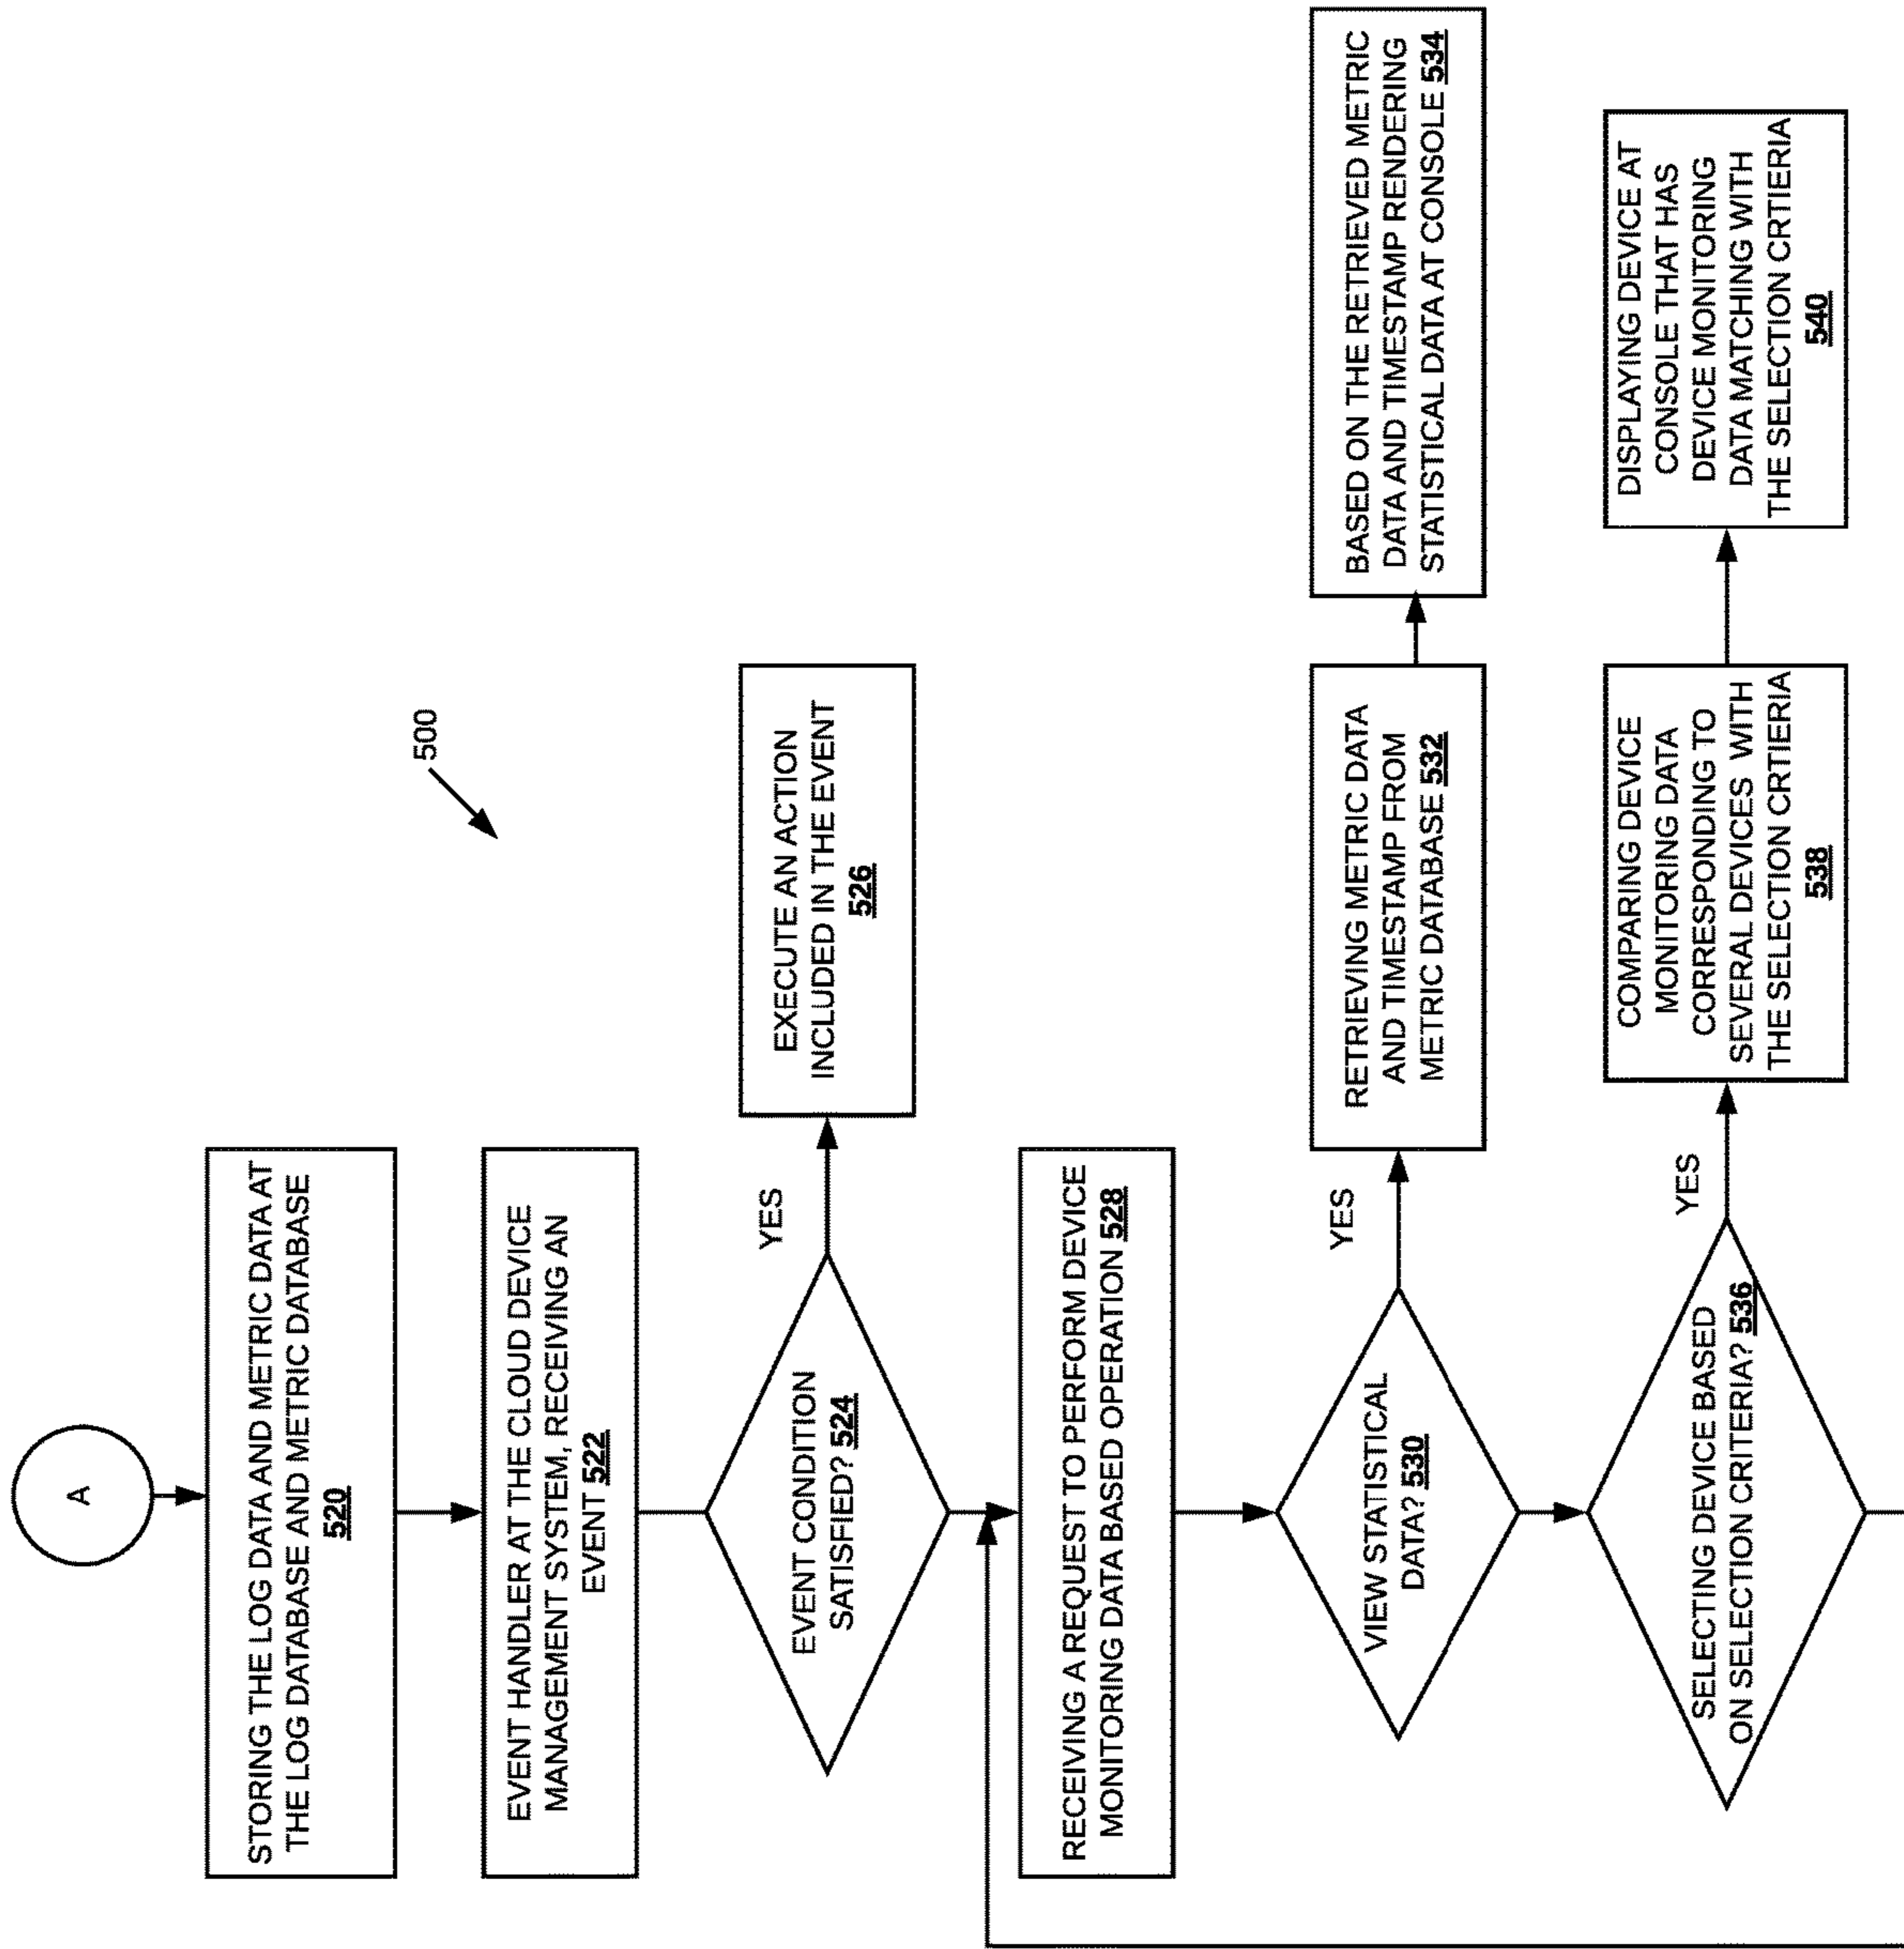 500
A
STORING THE LOG DATA AND METRIC DATA AT
THE LOG DATABASE AND METRIC DATABASE
520
EVENT HANDLER AT THE CLOUD DEVICE
MANAGEMENT SYSTEM, RECEIVING AN
EVENT 522
EVENT CONDITION
SATISFIED? 524
YES
EXECUTE AN ACTION
INCLUDED IN THE EVENT
526
RECEIVING A REQUEST TO PERFORM DEVICE
MONITORING DATA BASED OPERATION 528
VIEW STATISTICAL
DATA? 530
YES
RETRIEVING METRIC DATA
AND TIMESTAMP FROM
METRIC DATABASE 532
BASED ON THE RETRIEVED METRIC
DATA AND TIMESTAMP RENDERING
STATISTICAL DATA AT CONSOLE 534
SELECTING DEVICE BASED
ON SELECTION CRITERIA? 536
YES
COMPARING DEVICE
MONITORING DATA
CORRESPONDING TO
SEVERAL DEVICES WITH
THE SELECTION CRTIERIA
538
DISPLAYING DEVICE AT
CONSOLE THAT HAS
DEVICE MONITORING
DATA MATCHING WITH
THE SELECTION CRTIERIA
540